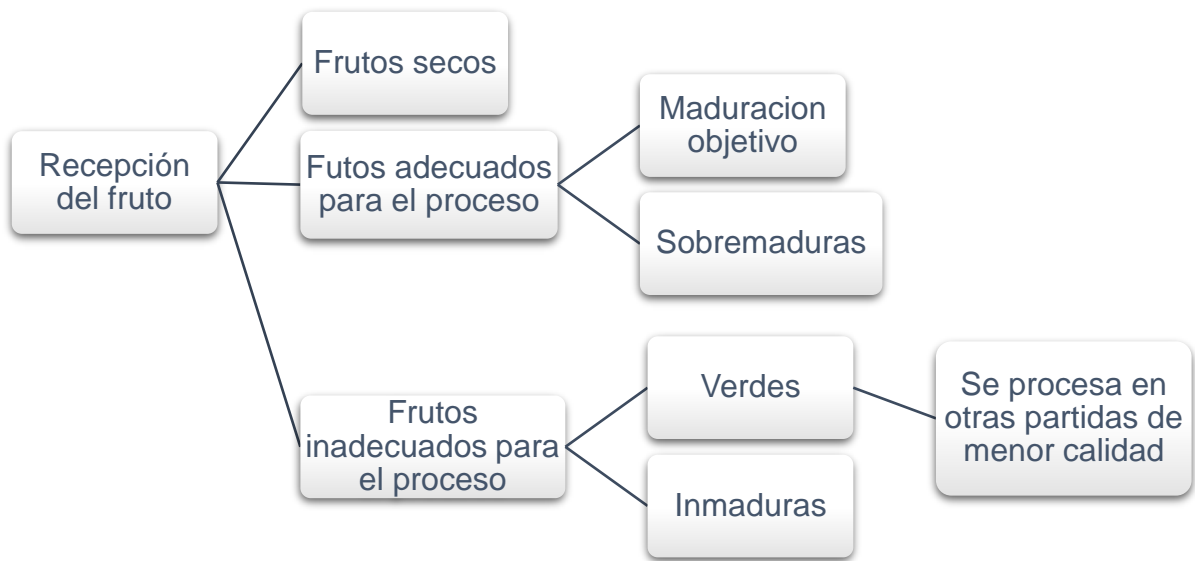 Recepción
del fruto
Frutos secos
Futos adecuados
para el proceso
Maduracion
objetivo
Sobremaduras
Frutos
inadecuados para
el proceso
Verdes
Se procesa en
otras partidas de
menor calidad
Inmaduras